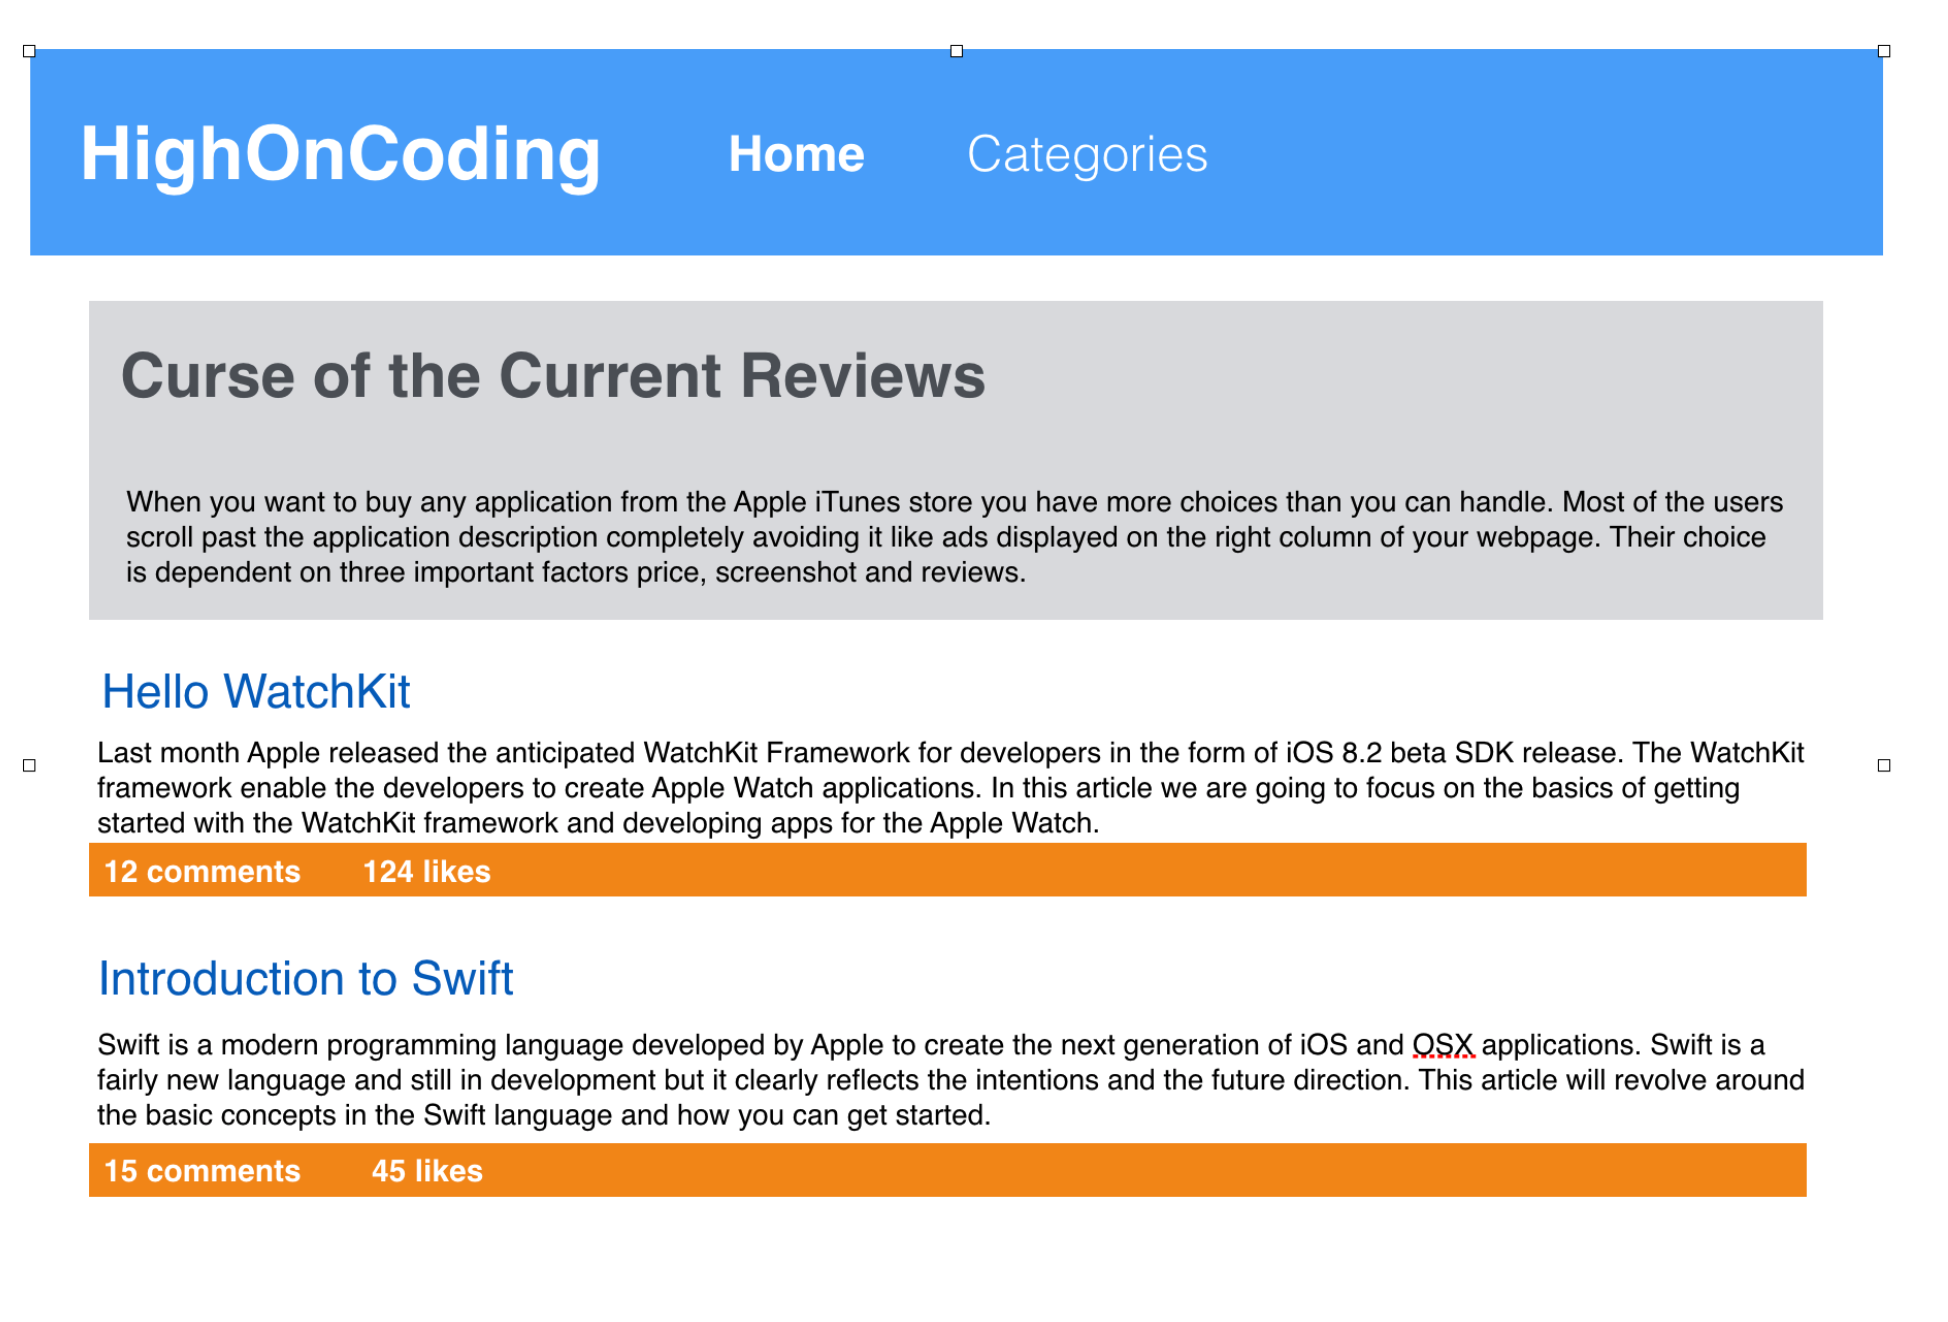 HighOnCoding Home Categories
Curse of the Current Reviews
When you want to buy any application from the Apple iTunes store you have more choices than you can handle. Most of the users
scroll past the application description completely avoiding it like ads displayed on the right column of your webpage. Their choice
is dependent on three important factors price, screenshot and reviews.
Hello WatchKit
Last month Apple released the anticipated WatchKit Framework for developers in the form of iOS 8.2 beta SDK release. The WatchKit
framework enable the developers to create Apple Watch applications. In this article we are going to focus on the basics of getting
started with the WatchKit framework and developing apps for the Apple Watch.
12 comments 124 likes
Introduction to Swift
Swift is a modern programming language developed by Apple to create the next generation of iOS and OSX applications. Swift is a
fairly new language and still in development but it clearly reflects the intentions and the future direction. This article will revolve around
the basic concepts in the Swift language and how you can get started.
15 comments 45 likes